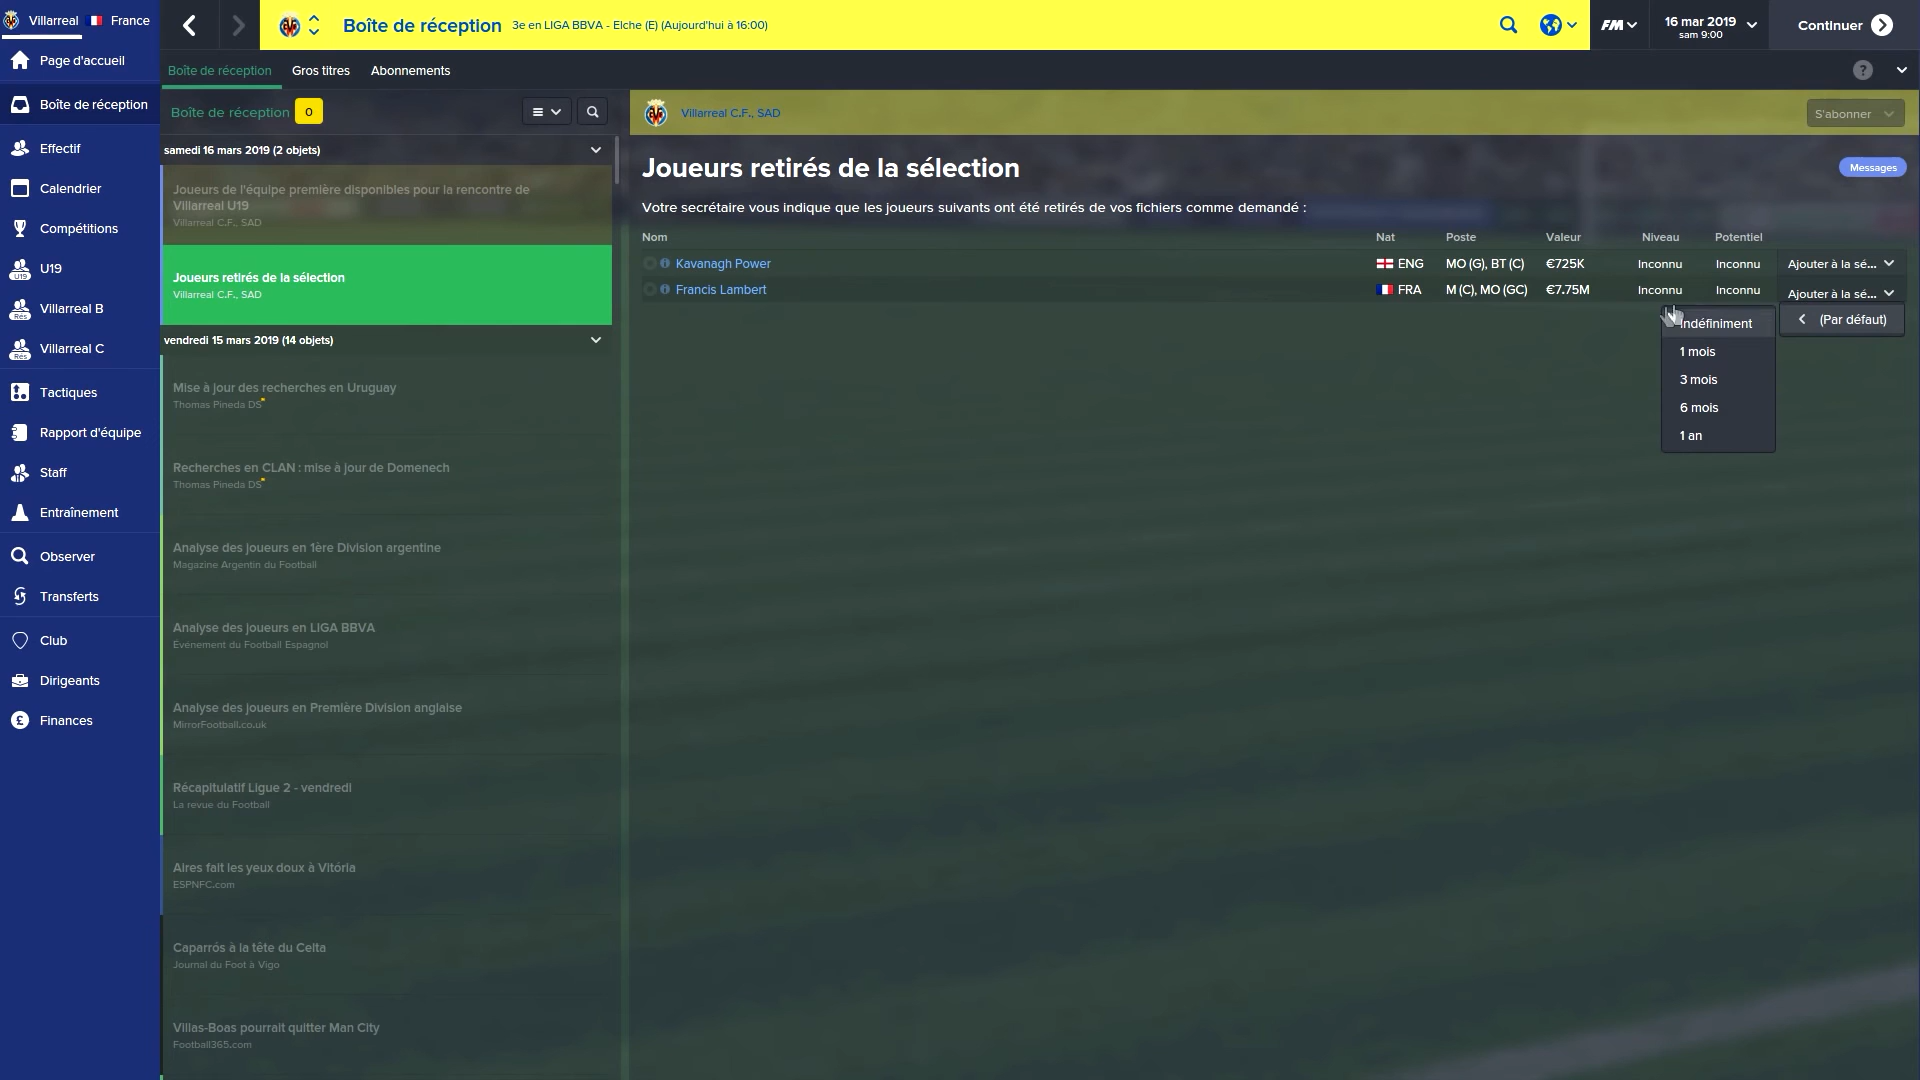 Villarreal France
Boîte de réception 3e en LIGA BBVA - Elche (E) (Aujourd'hui à 16:00)
FM
16 mar 2019
sam 9:00
Continuer
Page d'accueil
Boîte de réception
Effectif
Calendrier
Compétitions
U19
U19
Villarreal B
Rés
Villarreal C
Rés
Tactiques
Rapport d'équipe
Staff
Entraînement
Observer
Transferts
Club
Dirigeants
Finances
Boîte de réception Gros titres Abonnements ?
Boîte de réception 0
samedi 16 mars 2019 (2 objets)
Joueurs de l'équipe première disponibles pour la rencontre de
Villarreal U19
Villarreal C.F., SAD
Joueurs retirés de la sélection
Villarreal C.F., SAD
vendredi 15 mars 2019 (14 objets)
Mise à jour des recherches en Uruguay
Thomas Pineda DS
Recherches en CLAN : mise à jour de Domenech
Thomas Pineda DS
Analyse des joueurs en 1ère Division argentine
Magazine Argentin du Football
Analyse des joueurs en LIGA BBVA
Événement du Football Espagnol
Analyse des joueurs en Première Division anglaise
MirrorFootball.co.uk
Récapitulatif Ligue 2 - vendredi
La revue du Football
Aires fait les yeux doux à Vitória
ESPNFC.com
Caparrós à la tête du Celta
Journal du Foot à Vigo
Villas-Boas pourrait quitter Man City
Football365.com
Villarreal C.F., SAD S'abonner
Joueurs retirés de la sélection
Messages
Votre secrétaire vous indique que les joueurs suivants ont été retirés de vos fichiers comme demandé :
Nom Nat Poste Valeur Niveau Potentiel
Kavanagh Power ENG MO (G), BT (C) €725K Inconnu Inconnu Ajouter à la sé...
Francis Lambert FRA M (C), MO (GC) €7.75M Inconnu Inconnu Ajouter à la sé...
(Par défaut)
Indéfiniment
1 mois
3 mois
6 mois
1 an